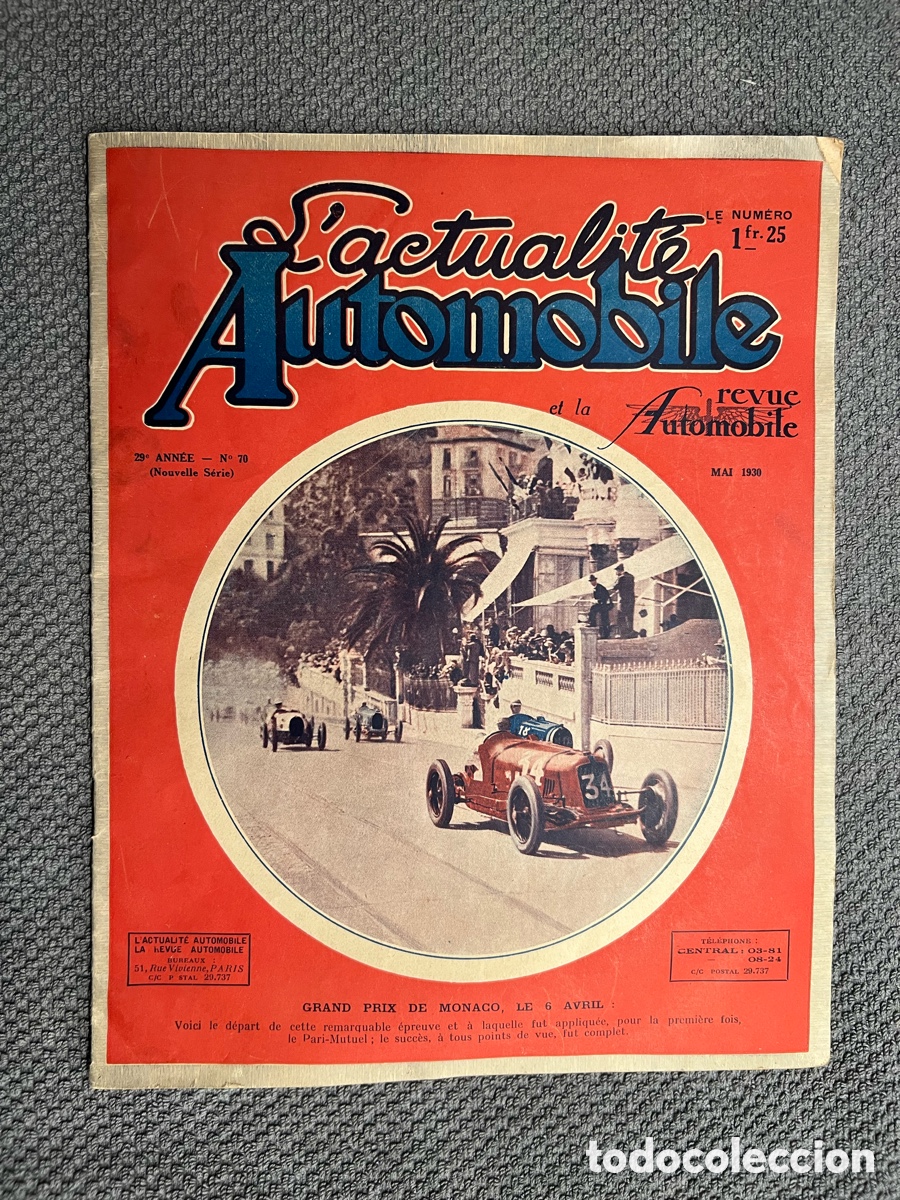 L'actualité
LE NUMÉRO
1 fr. 25
Automobile
et la
revue
Automobile
29e ANNÉE — No 70
(Nouvelle Série)
MAI 1930
18
34
L'ACTUALITÉ AUTOMOBILE
LA REVUE AUTOMOBILE
BUREAUX :
51, Rue Vivienne, PARIS
C/C P STAL 29.737
TÉLÉPHONE :
CENTRAL : 03-81
— 08-24
C/C POSTAL 29.737
GRAND PRIX DE MONACO, LE 6 AVRIL :
Voici le départ de cette remarquable épreuve et à laquelle fut appliquée, pour la première fois,
le Pari-Mutuel ; le succès, à tous points de vue, fut complet.
todocoleccion